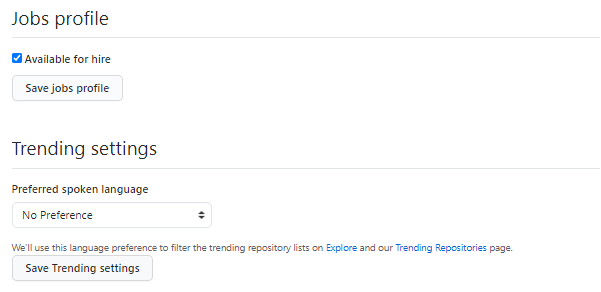 Jobs profile
Available for hire
Save jobs profile
Trending settings
Preferred spoken language
No Preference
We'll use this language preference to filter the trending repository lists on Explore and our Trending Repositories page.
Save Trending settings